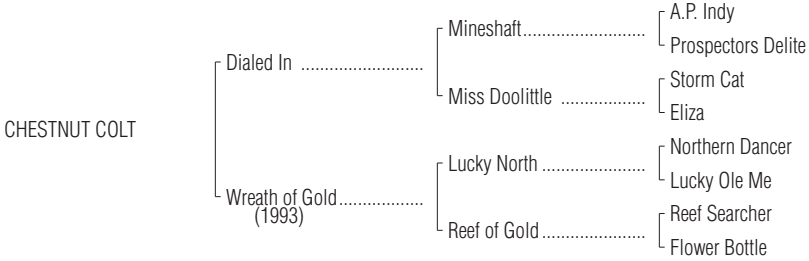 A.P. Indy
Mineshaft..........................
Prospectors Delite
Dialed In ..........................
Storm Cat
Miss Doolittle ..................
Eliza
CHESTNUT COLT
Northern Dancer
Lucky North ......................
Lucky Ole Me
Wreath of Gold..................
(1993)
Reef Searcher
Reef of Gold......................
Flower Bottle